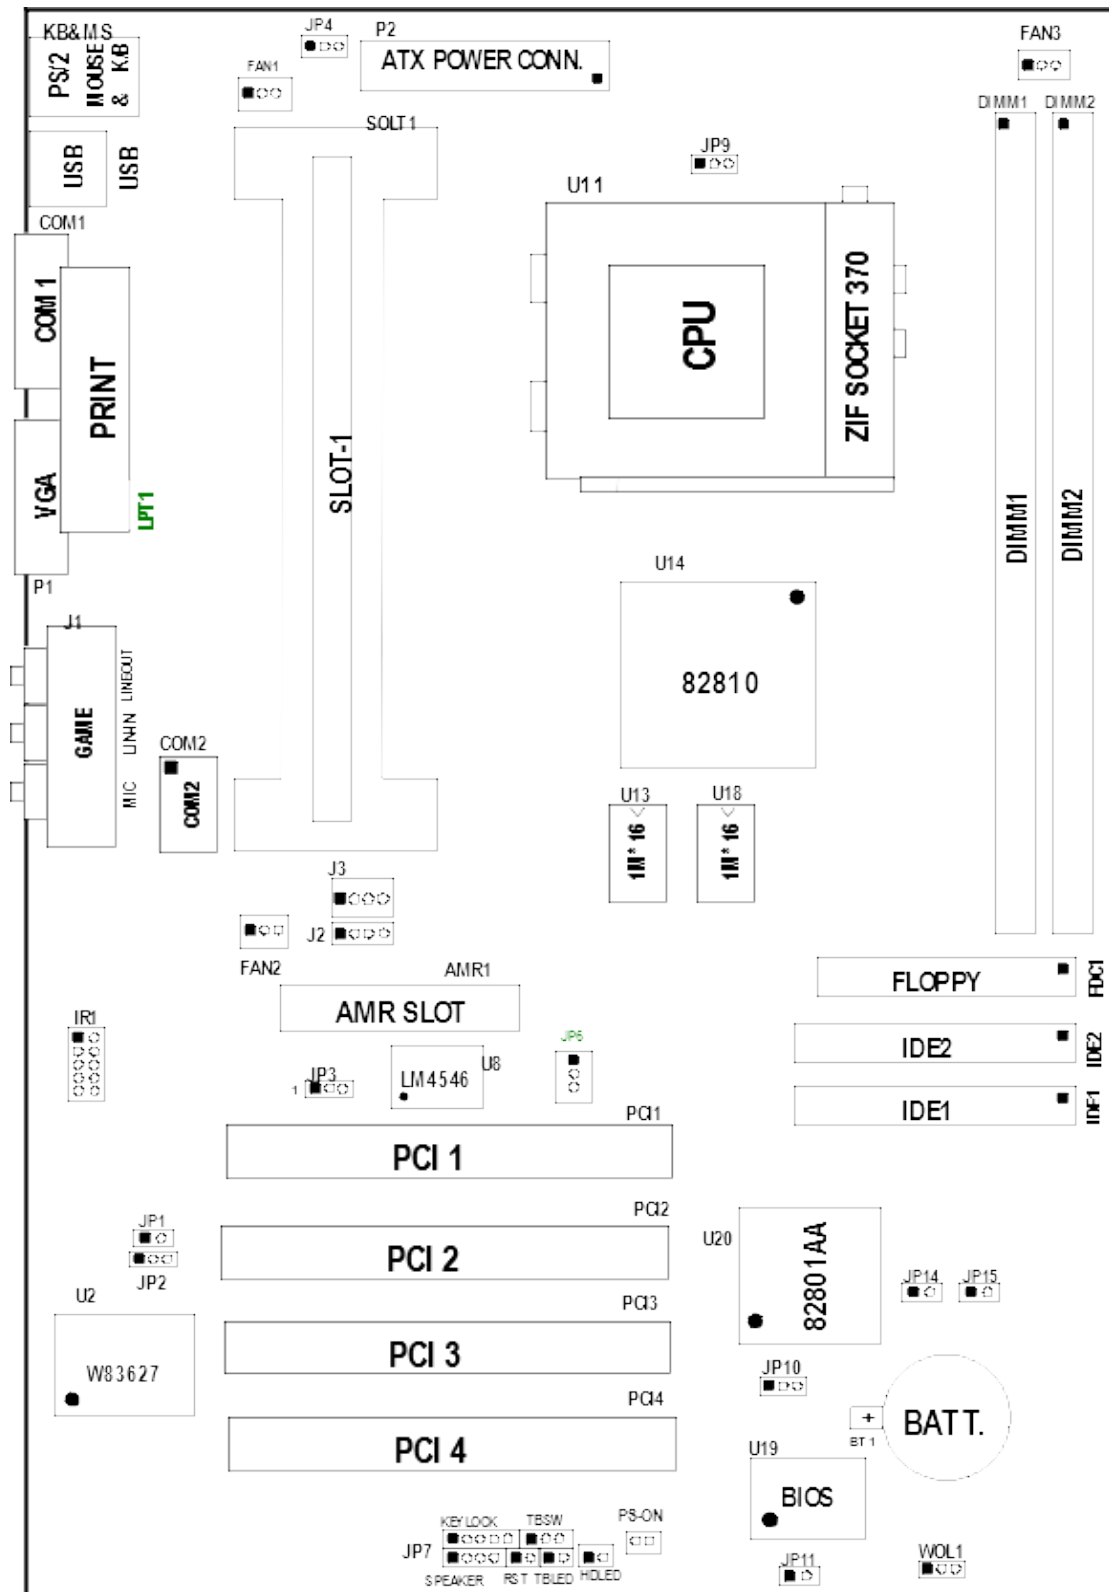 KB&MS
JP4
P2
FAN3
PS/2
MOUSE
& KB
ATX POWER CONN.
FAN1
DIMM1
DIMM2
SOLT1
USB
USB
JP9
U11
COM1
COM 1
PRINT
CPU
ZIF SOCKET 370
VGA
LPT1
SLOT-1
DIMM1
DIMM2
P1
U14
J1
LINEOUT
GAME
LIN-IN
MIC
82810
COM2
COM2
U13
U18
1M* 16
1M* 16
J3
J2
FAN2
AMR1
FLOPPY
FDC1
AMR SLOT
IR1
JP6
IDE2
IDE2
JP3
1
LM4546
U8
IDE1
IDE1
PCI1
PCI 1
PCI2
JP1
PCI 2
U20
82801AA
JP2
JP14
JP15
U2
PCI3
PCI 3
W83627
JP10
PCI4
BATT.
+
BT1
PCI 4
U19
BIOS
KEYLOCK
TBSW
PS-ON
JP7
JP11
WOL1
SPEAKER
RST
TBLED
HDLED